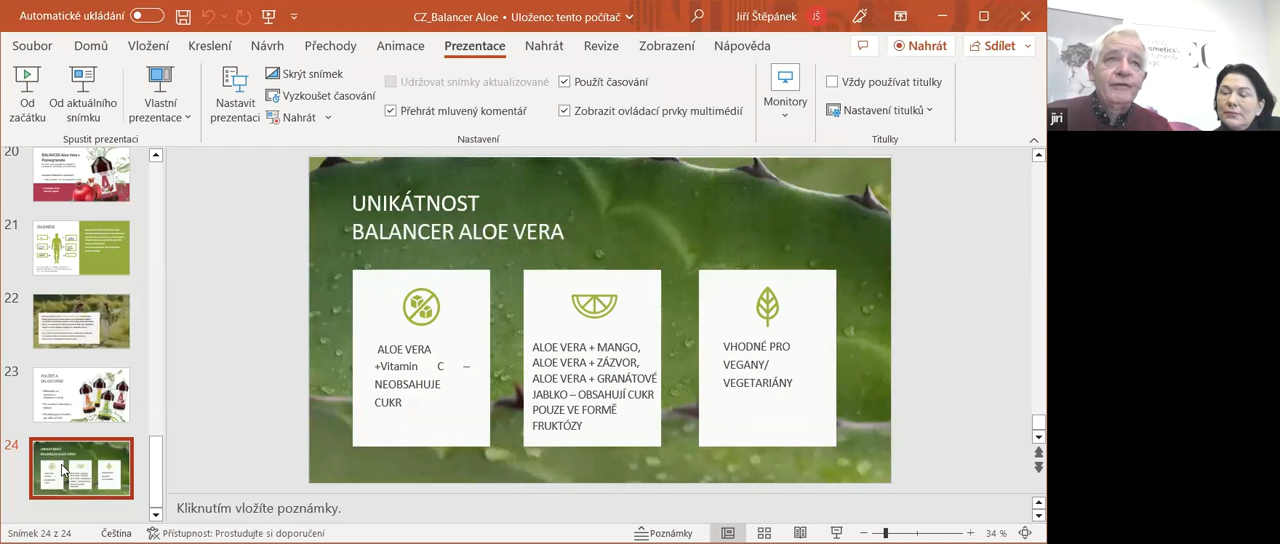 Automatické ukládání
CZ_Balancer Aloe • Uloženo: tento počítač
Jiří Štěpánek
JŠ
Soubor
Domů
Vložení
Kreslení
Návrh
Přechody
Animace
Prezentace
Nahrát
Revize
Zobrazení
Nápověda
Nahrát
Sdílet
Od začátku
Od aktuálního snímku
Vlastní prezentace
Spustit prezentaci
Nastavit prezentaci
Skrýt snímek
Vyzkoušet časování
Nahrát
Udržovat snímky aktualizované
Přehrát mluvený komentář
Použít časování
Zobrazit ovládací prvky multimédií
Nastavení
Monitory
Vždy používat titulky
Nastavení titulků
Titulky
jiri
20
21
22
23
24
UNIKÁTNOST
BALANCER ALOE VERA
ALOE VERA
+Vitamin C –
NEOBSAHUJE
CUKR
ALOE VERA + MANGO,
ALOE VERA + ZÁZVOR,
ALOE VERA + GRANÁTOVÉ
JABLKO – OBSAHUJÍ CUKR
POUZE VE FORMĚ
FRUKTÓZY
VHODNÉ PRO
VEGANY/
VEGETARIÁNY
Kliknutím vložíte poznámky.
Snímek 24 z 24
Čeština
Přístupnost: Prostudujte si doporučení
Poznámky
34 %